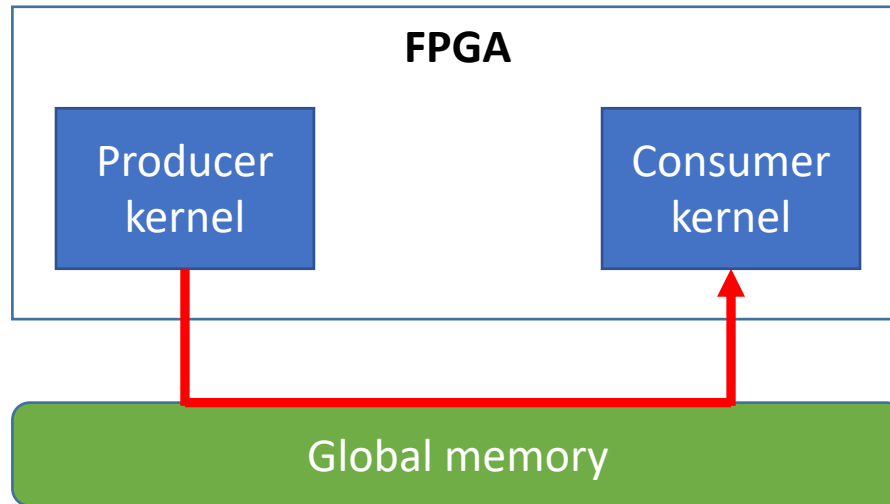 FPGA
Producer
kernel
Consumer
kernel
Global memory